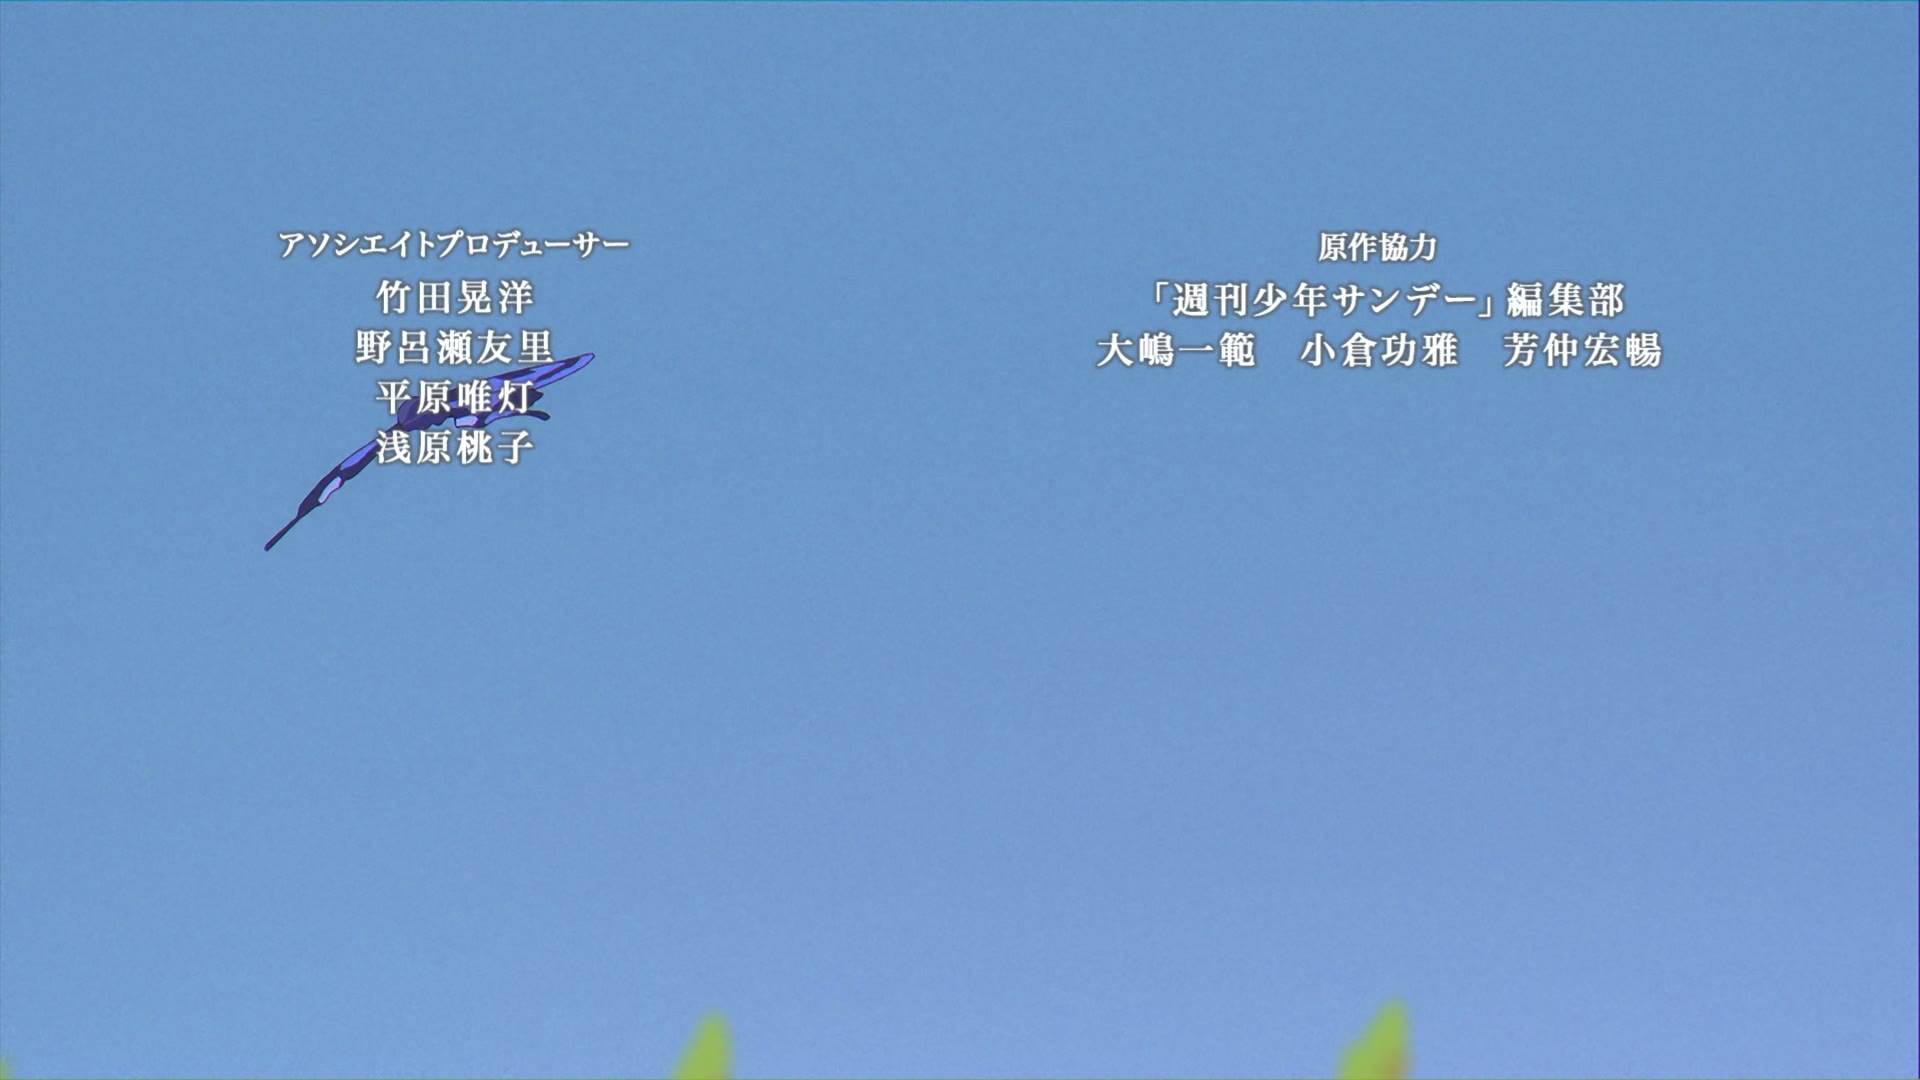 アソシエイトプロデューサー
竹田晃洋
野呂瀬友里
平原唯灯
浅原桃子
原作協力
「週刊少年サンデー」編集部
大嶋一範　小倉功雅　芳仲宏暢